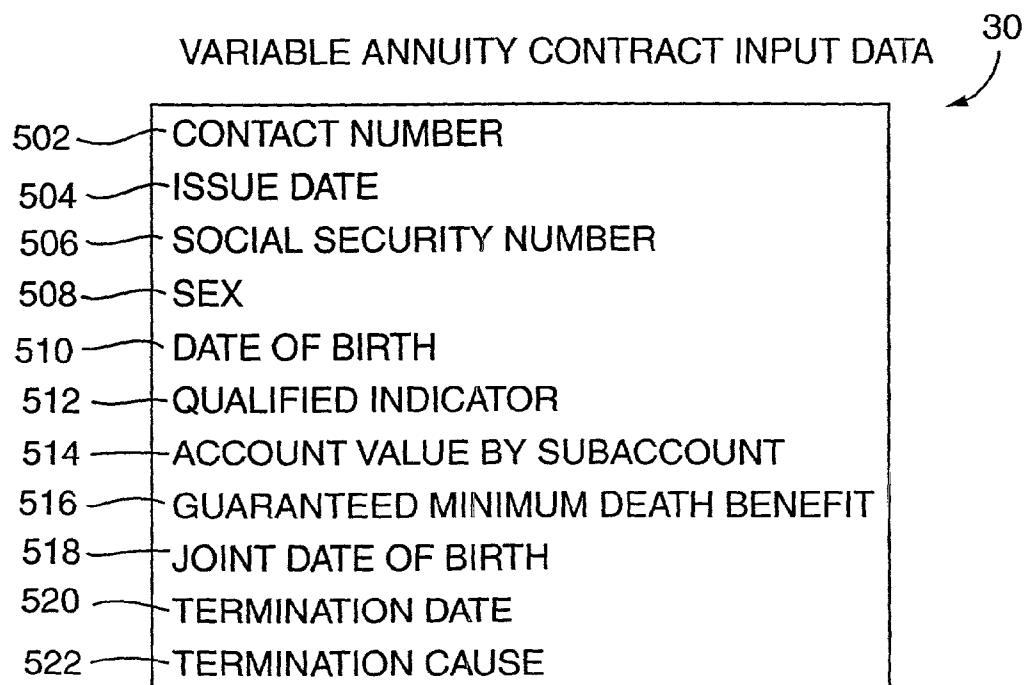 30
VARIABLE ANNUITY CONTRACT INPUT DATA
502 CONTACT NUMBER
504 ISSUE DATE
506 SOCIAL SECURITY NUMBER
508 SEX
510 DATE OF BIRTH
512 QUALIFIED INDICATOR
514 ACCOUNT VALUE BY SUBACCOUNT
516 GUARANTEED MINIMUM DEATH BENEFIT
518 JOINT DATE OF BIRTH
520 TERMINATION DATE
522 TERMINATION CAUSE